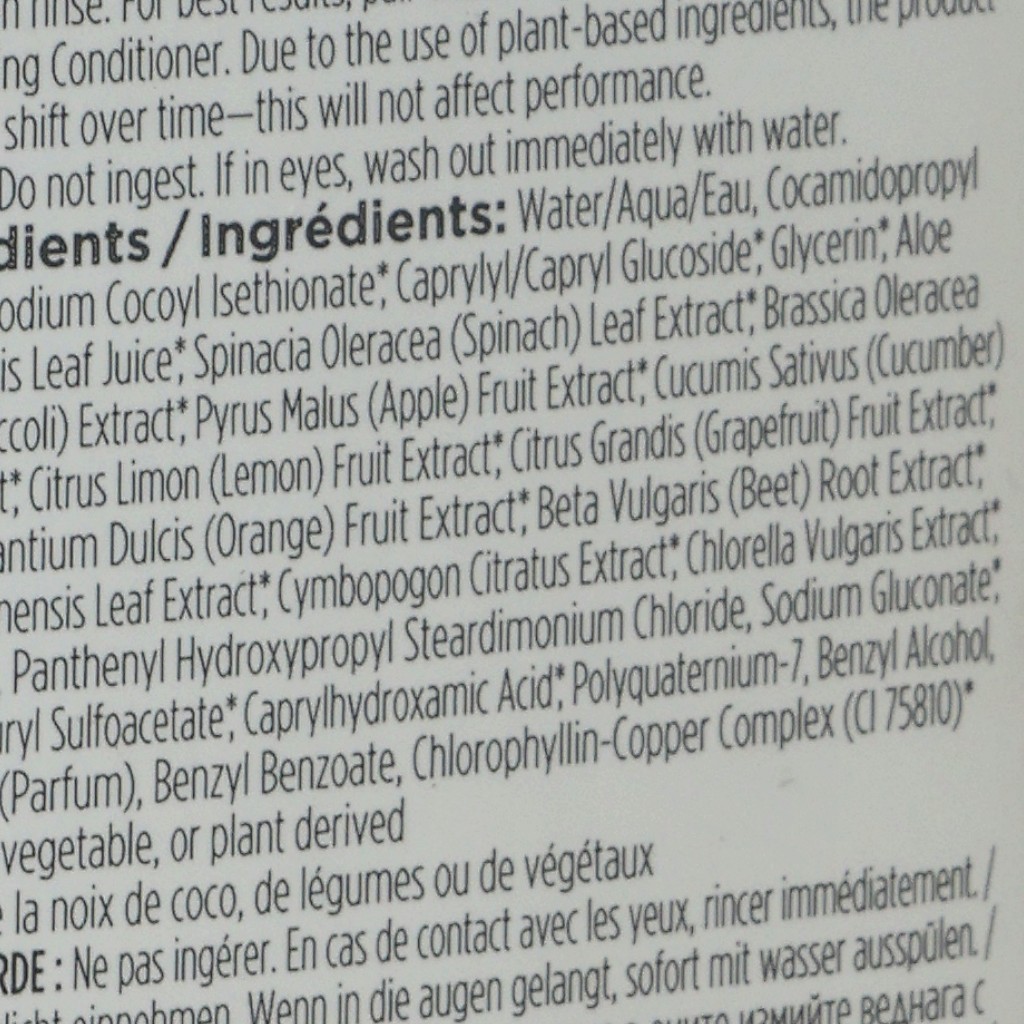 rinse. For best results,
ng Conditioner. Due to the use of plant-based ingredients, the product
shift over time—this will not affect performance.
Do not ingest. If in eyes, wash out immediately with water.
dients / Ingrédients: Water/Aqua/Eau, Cocamidopropyl
odium Cocoyl Isethionate*, Caprylyl/Capryl Glucoside*, Glycerin*, Aloe
is Leaf Juice*, Spinacia Oleracea (Spinach) Leaf Extract*, Brassica Oleracea
ccoli) Extract*, Pyrus Malus (Apple) Fruit Extract*, Cucumis Sativus (Cucumber)
t*, Citrus Limon (Lemon) Fruit Extract*, Citrus Grandis (Grapefruit) Fruit Extract*,
antium Dulcis (Orange) Fruit Extract*, Beta Vulgaris (Beet) Root Extract*,
nensis Leaf Extract*, Cymbopogon Citratus Extract*, Chlorella Vulgaris Extract*,
, Panthenyl Hydroxypropyl Steardimonium Chloride, Sodium Gluconate*,
uryl Sulfoacetate*, Caprylhydroxamic Acid*, Polyquaternium-7, Benzyl Alcohol,
(Parfum), Benzyl Benzoate, Chlorophyllin-Copper Complex (CI 75810)*
vegetable, or plant derived
e la noix de coco, de légumes ou de végétaux
RDE : Ne pas ingérer. En cas de contact avec les yeux, rincer immédiatement. /
einnehmen. Wenn in die augen gelangt, sofort mit wasser ausspülen. /
измийте веднага с